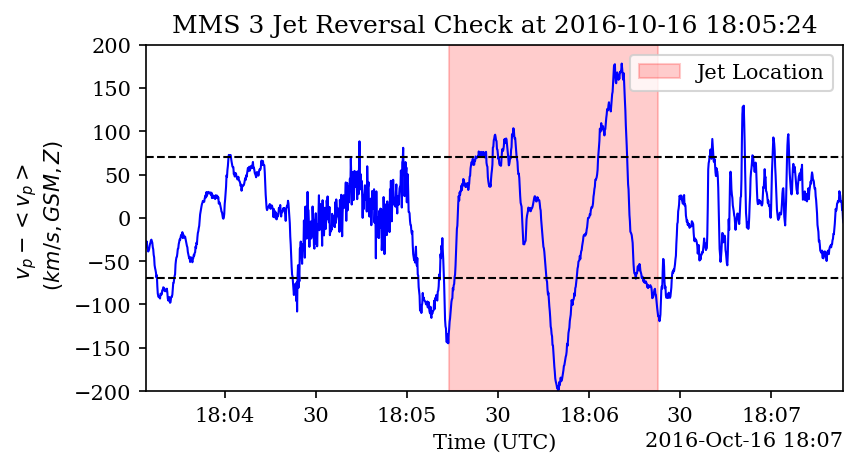 MMS 3 Jet Reversal Check at 2016-10-16 18:05:24
Jet Location
200
150
100
50
0
−50
−100
−150
−200
v_p − < v_p >
(km/s, GSM, Z)
18:04 30 18:05 30 18:06 30 18:07
Time (UTC)
2016-Oct-16 18:07